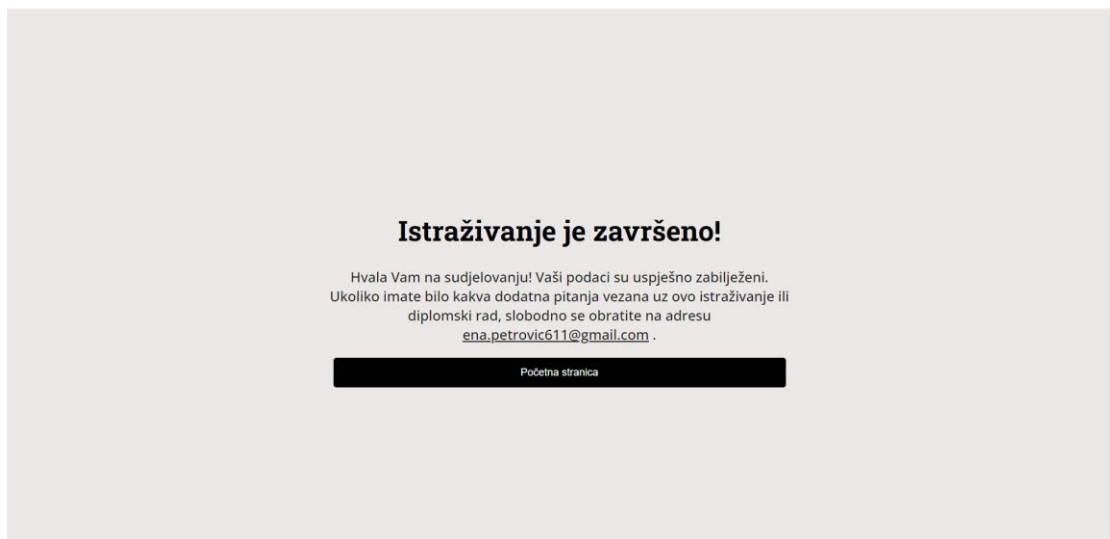 Istraživanje je završeno!
Hvala Vam na sudjelovanju! Vaši podaci su uspješno zabilježeni.
Ukoliko imate bilo kakva dodatna pitanja vezana uz ovo istraživanje ili
diplomski rad, slobodno se obratite na adresu
ena.petrovic611@gmail.com .
Početna stranica